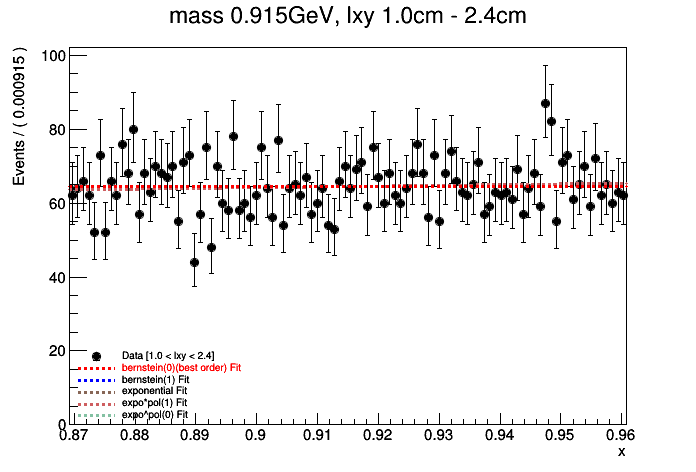 mass 0.915GeV, lxy 1.0cm - 2.4cm
Events / ( 0.000915 )
100
80
60
40
20
0
Data [1.0 < lxy < 2.4]
bernstein(0)(best order) Fit
bernstein(1) Fit
exponential Fit
expo*pol(1) Fit
expo^pol(0) Fit
0.87 0.88 0.89 0.9 0.91 0.92 0.93 0.94 0.95 0.96
x